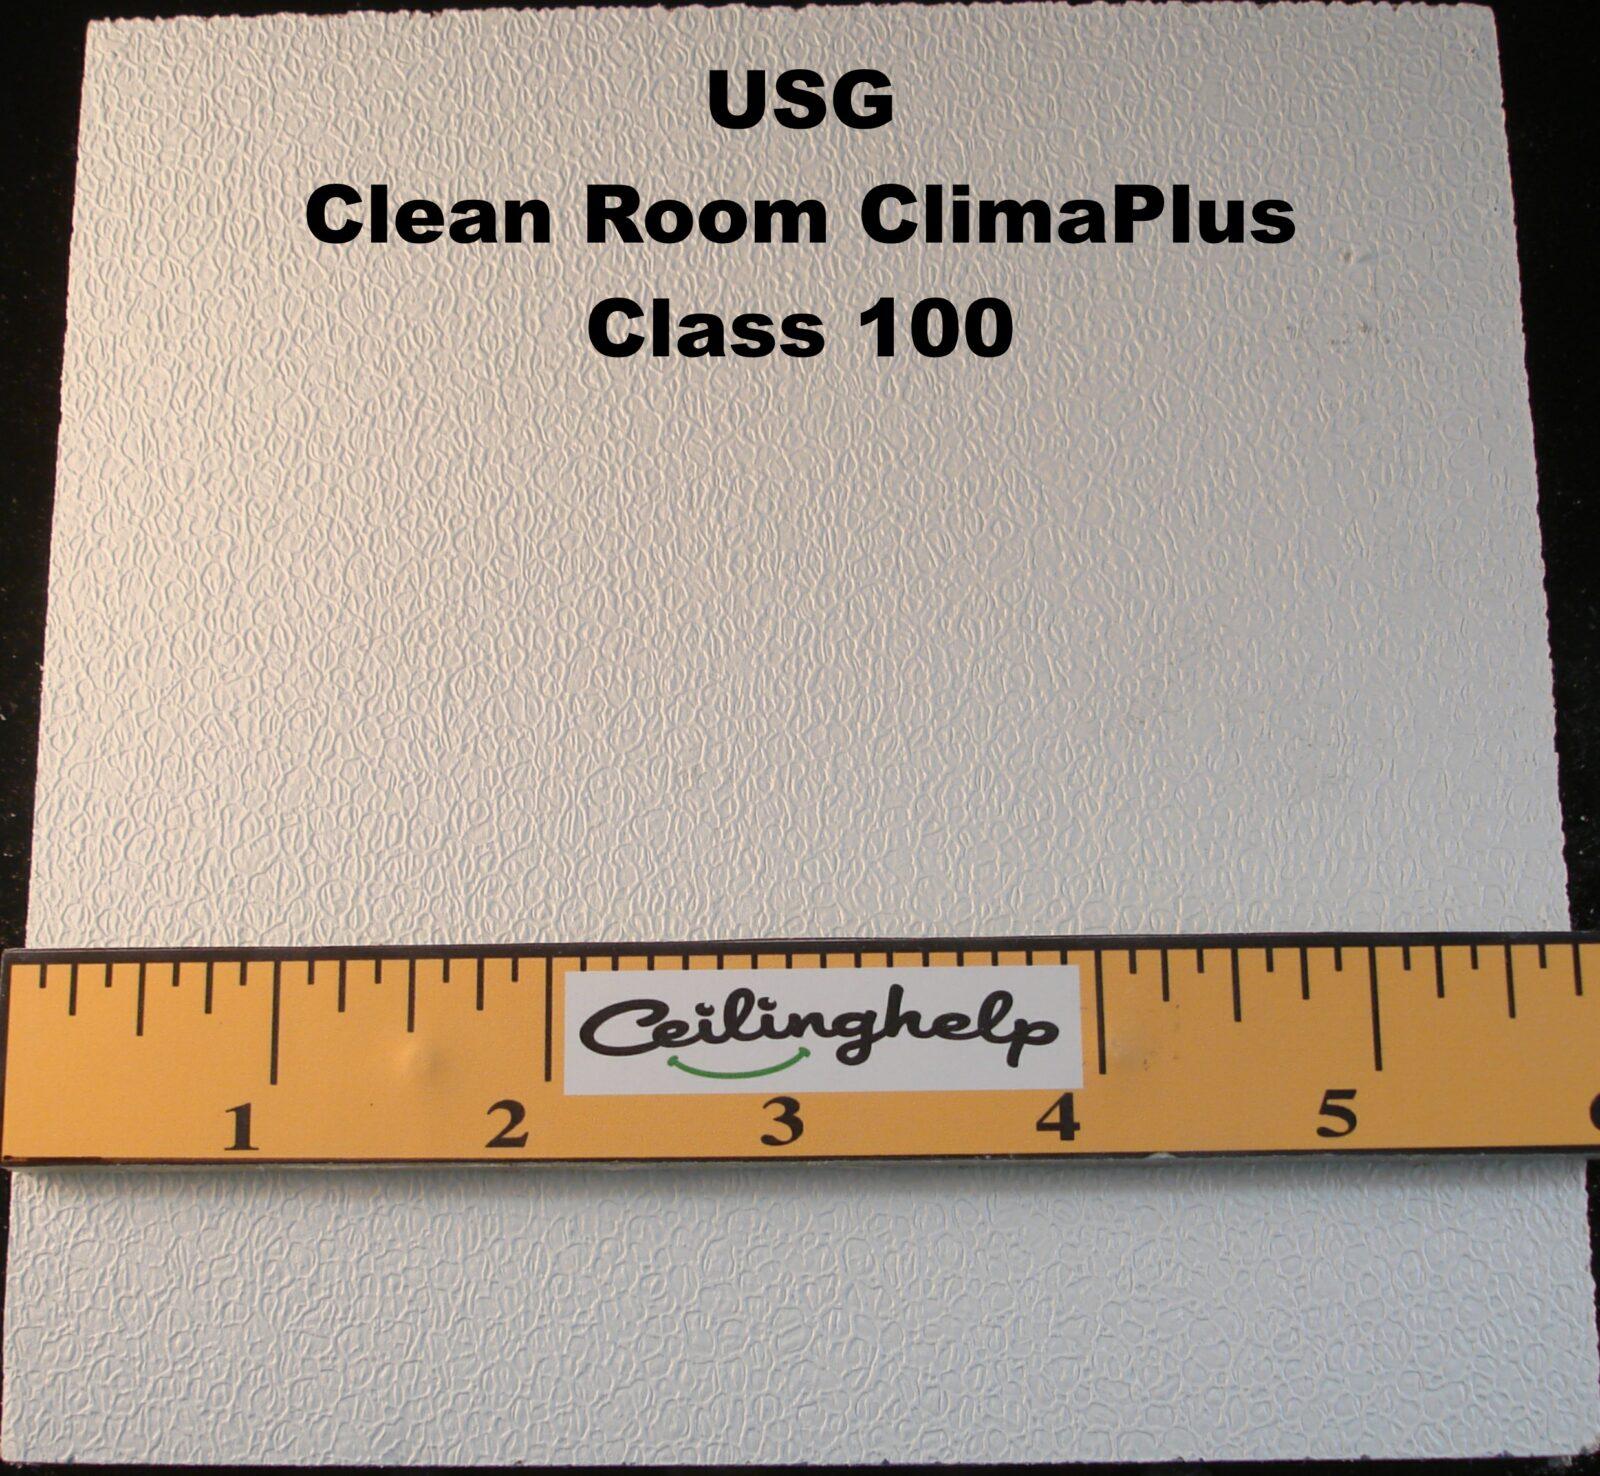 USG
Clean Room ClimaPlus
Class 100
Ceilinghelp
1 2 3 4 5